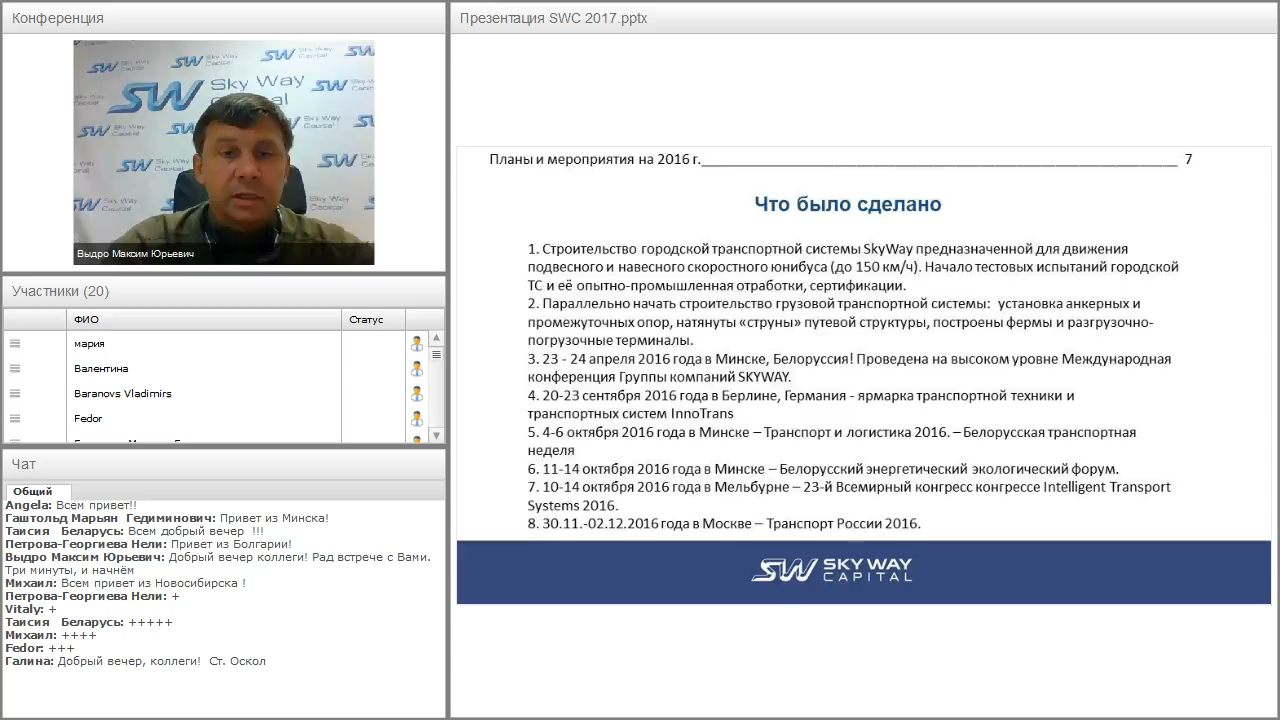 Конференция
SW Sky Way Capital
Выдро Максим Юрьевич
Участники (20)
ФИО
Статус
мария
Валентина
Baranovs Vladimirs
Fedor
Чат
Общий
Angela: Всем привет!!
Гаштольд Марьян Гедиминович: Привет из Минска!
Таисия Беларусь: Всем добрый вечер !!!
Петрова-Георгиева Нели: Привет из Болгарии!
Выдро Максим Юрьевич: Добрый вечер коллеги! Рад встрече с Вами.
Три минуты, и начнём
Михаил: Всем привет из Новосибирска !
Петрова-Георгиева Нели: +
Vitaly: +
Таисия Беларусь: +++++
Михаил: ++++
Fedor: +++
Галина: Добрый вечер, коллеги! Ст. Оскол
Презентация SWC 2017.pptx
Планы и мероприятия на 2016 г.____________________________________________________________ 7
Что было сделано
1. Строительство городской транспортной системы SkyWay предназначенной для движения
подвесного и навесного скоростного юнибуса (до 150 км/ч). Начало тестовых испытаний городской
ТС и её опытно-промышленная отработки, сертификации.
2. Параллельно начать строительство грузовой транспортной системы: установка анкерных и
промежуточных опор, натянуты «струны» путевой структуры, построены фермы и разгрузочно-
погрузочные терминалы.
3. 23 - 24 апреля 2016 года в Минске, Белоруссия! Проведена на высоком уровне Международная
конференция Группы компаний SKYWAY.
4. 20-23 сентября 2016 года в Берлине, Германия - ярмарка транспортной техники и
транспортных систем InnoTrans
5. 4-6 октября 2016 года в Минске – Транспорт и логистика 2016. – Белорусская транспортная
неделя
6. 11-14 октября 2016 года в Минске – Белорусский энергетический экологический форум.
7. 10-14 октября 2016 года в Мельбурне – 23-й Всемирный конгресс конгрессе Intelligent Transport
Systems 2016.
8. 30.11.-02.12.2016 года в Москве – Транспорт России 2016.
SW SKY WAY
CAPITAL